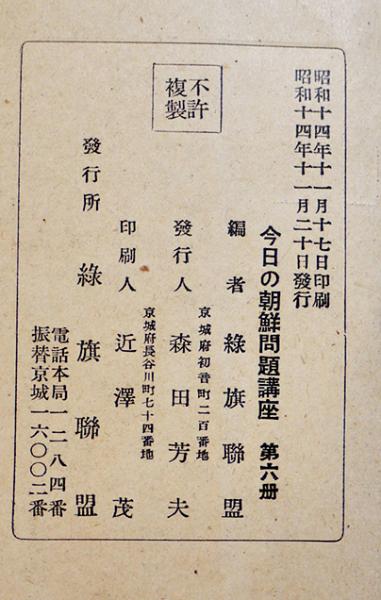 昭和十四年十一月十七日印刷
昭和十四年十一月二十日發行
今日の朝鮮問題講座 第六册
編者 綠旗聯盟
京城府初音町二百番地
發行人 森田芳夫
京城府長谷川町七十四番地
印刷人 近澤茂
不許複製
發行所 綠旗聯盟
電話本局一二八四番
振替京城一六〇〇二番